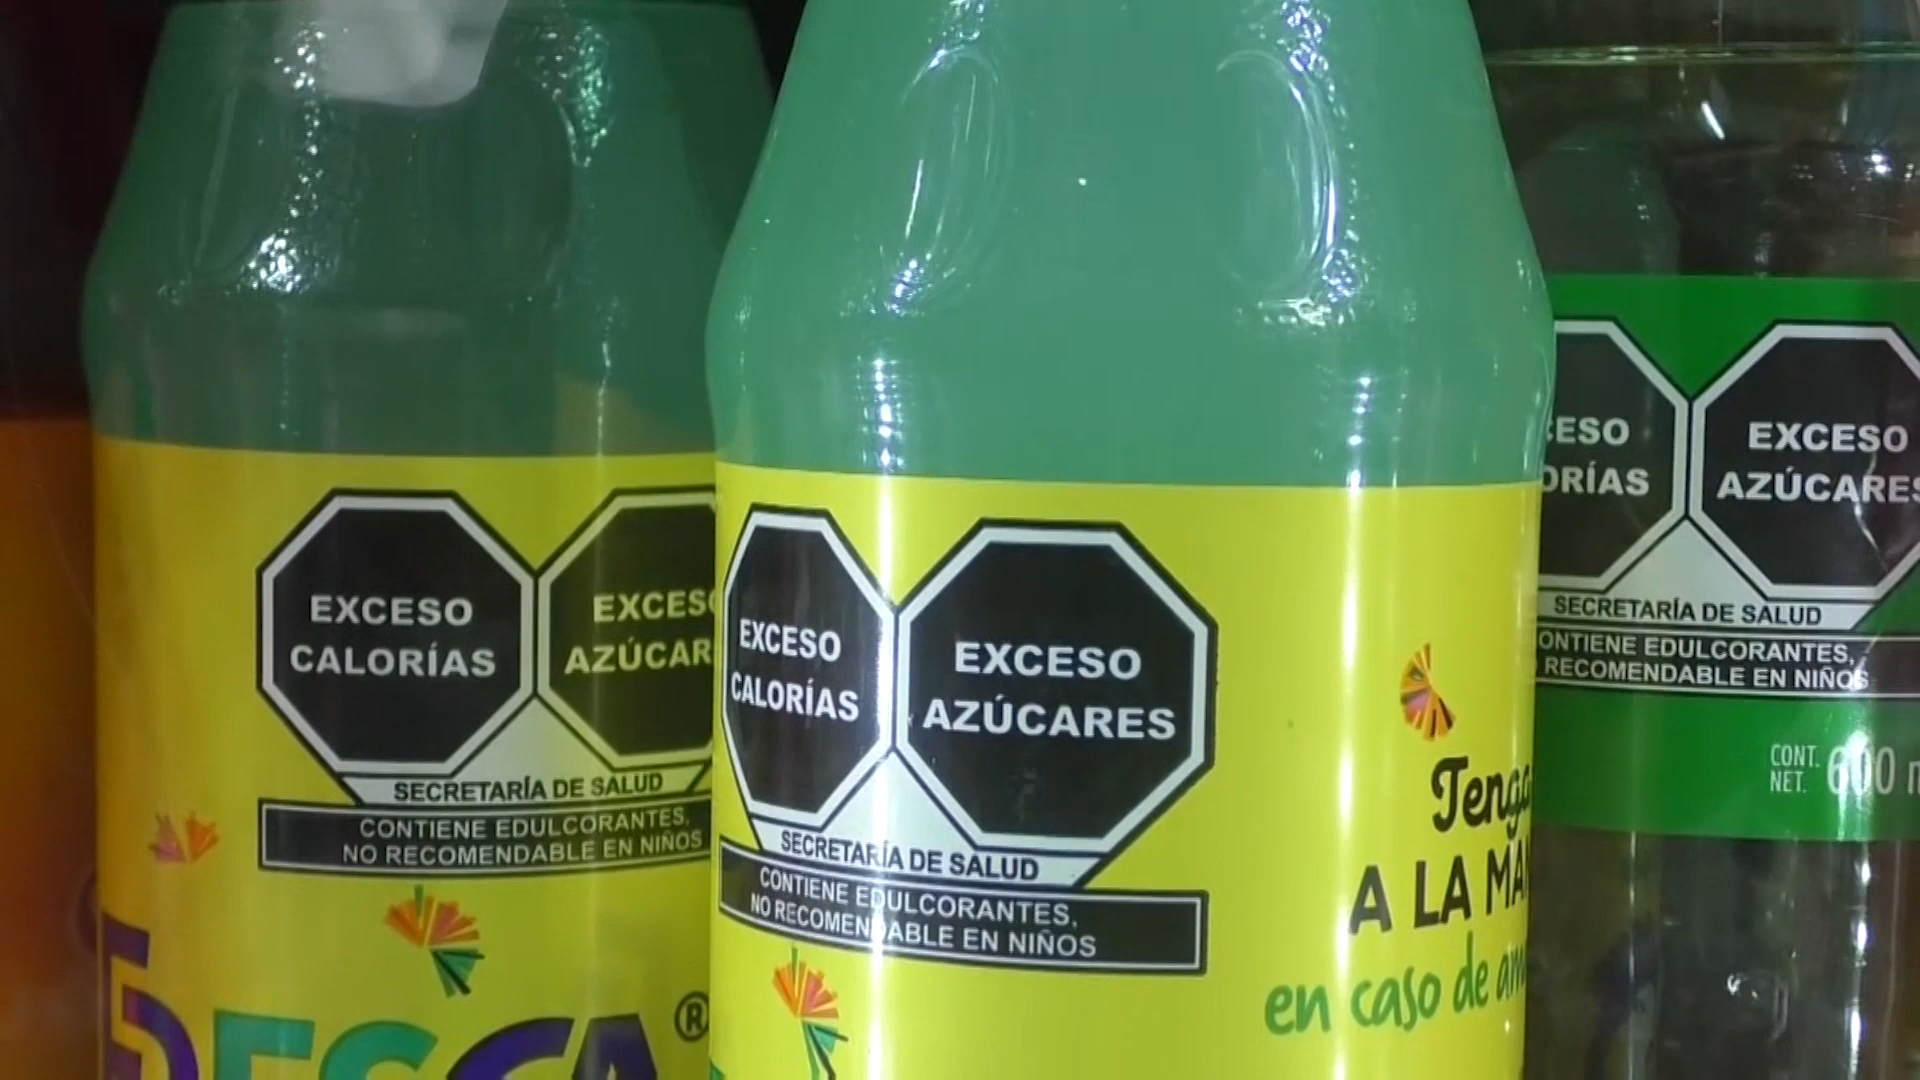 EXCESO
CALORÍAS
EXCESO
SECRETARÍA DE SALUD
CONTIENE EDULCORANTES,
NO RECOMENDABLE EN NIÑOS
®
EXCESO
CALORÍAS
EXCESO
AZÚCARES
SECRETARÍA DE SALUD
CONTIENE EDULCORANTES,
NO RECOMENDABLE EN NIÑOS
A LA
en caso de
EXCESO
AZÚCARES
SECRETARÍA DE SALUD
EDULCORANTES,
RECOMENDABLE EN NIÑOS
CONT.
NET. 600